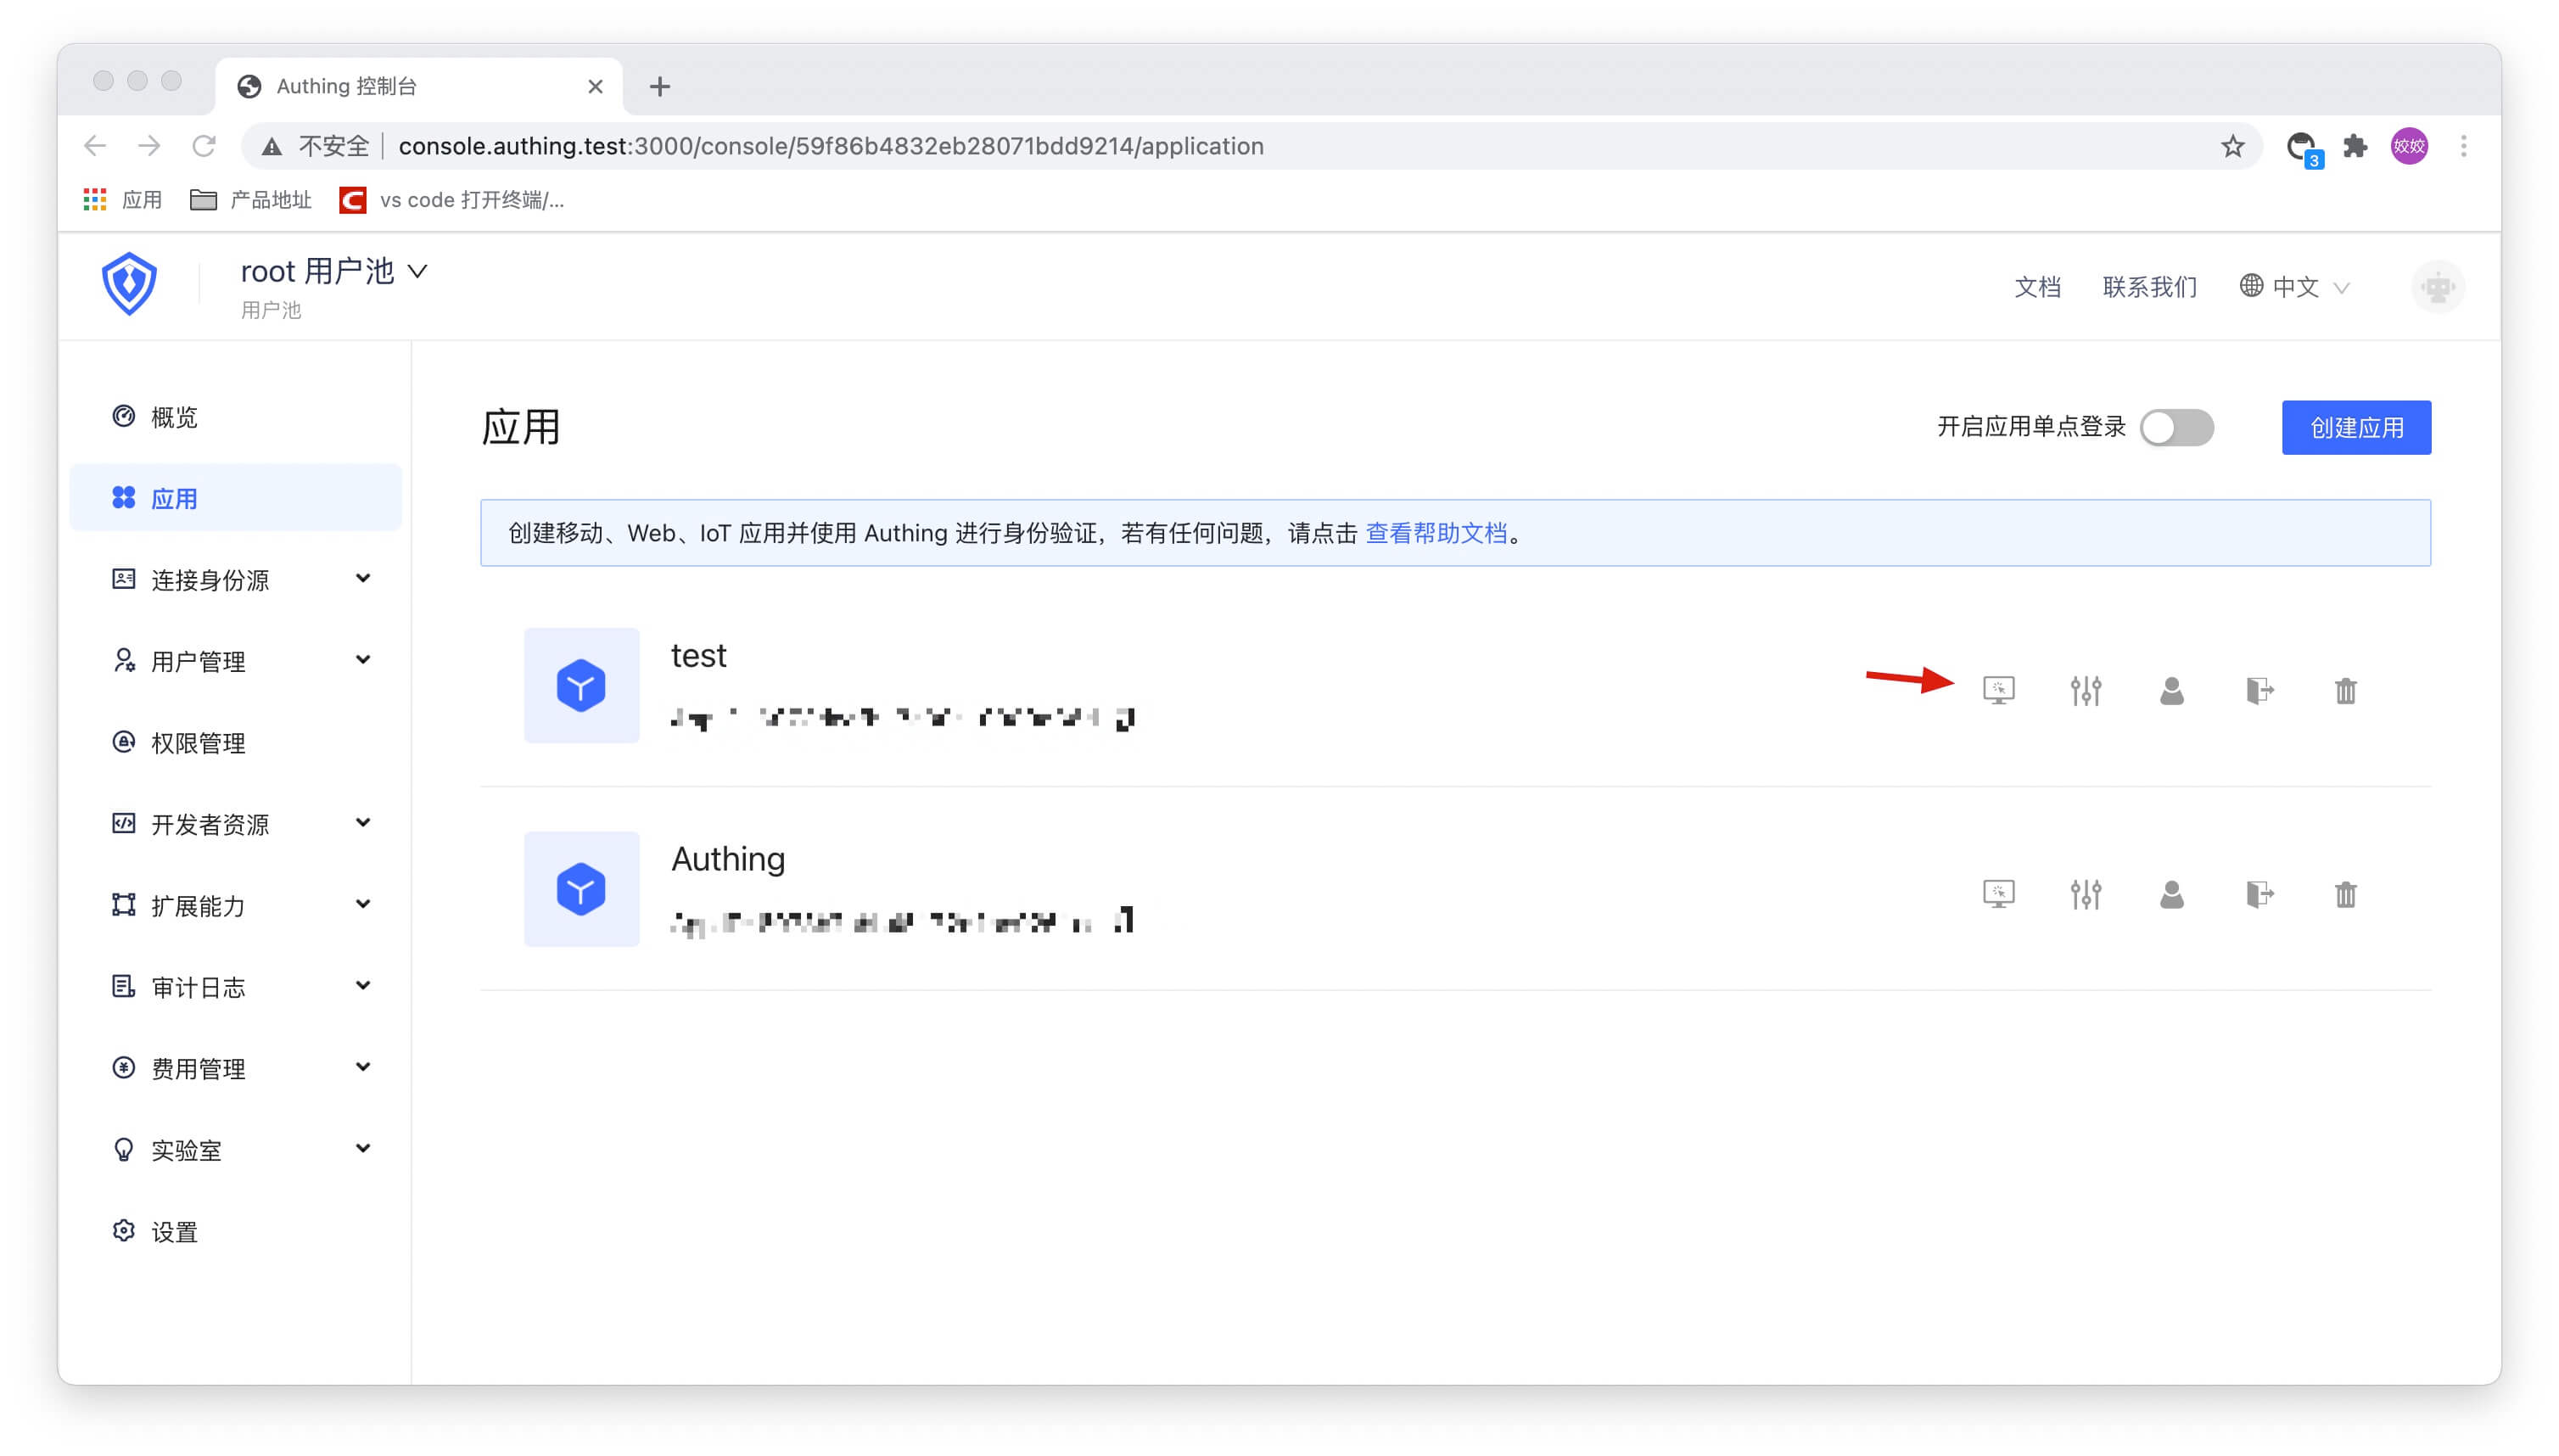 Authing 控制台
不安全 console.authing.test:3000/console/59f86b4832eb28071bdd9214/application
3
姣姣
应用 产品地址 vs code 打开终端/...
root 用户池
用户池
文档 联系我们 中文
概览
应用
连接身份源
用户管理
权限管理
开发者资源
扩展能力
审计日志
费用管理
实验室
设置
应用
开启应用单点登录
创建应用
创建移动、Web、IoT 应用并使用 Authing 进行身份验证，若有任何问题，请点击 查看帮助文档。
test
Authing